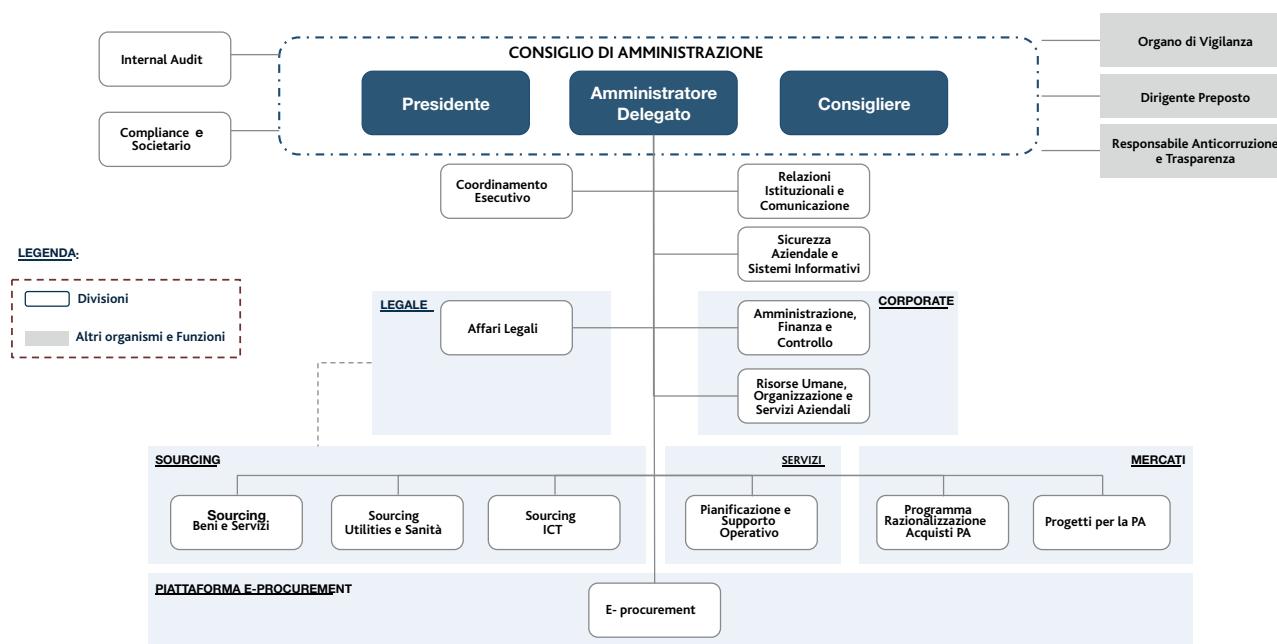 CONSIGLIO DI AMMINISTRAZIONE
Internal Audit
Compliance e
Societario
Presidente
Amministratore
Delegato
Consigliere
Organo di Vigilanza
Dirigente Preposto
Responsabile Anticorruzione
e Trasparenza
Coordinamento
Esecutivo
Relazioni
Istituzionali e
Comunicazione
Sicurezza
Aziendale e
Sistemi Informativi
LEGENDA:
Divisioni
Altri organismi e Funzioni
LEGALE
Affari Legali
CORPORATE
Amministrazione,
Finanza e
Controllo
Risorse Umane,
Organizzazione e
Servizi Aziendali
SOURCING
Sourcing
Beni e Servizi
Sourcing
Utilities e Sanità
Sourcing
ICT
SERVIZI
Pianificazione e
Supporto
Operativo
MERCATI
Programma
Razionalizzazione
Acquisti PA
Progetti per la PA
PIATTAFORMA E-PROCUREMENT
E- procurement